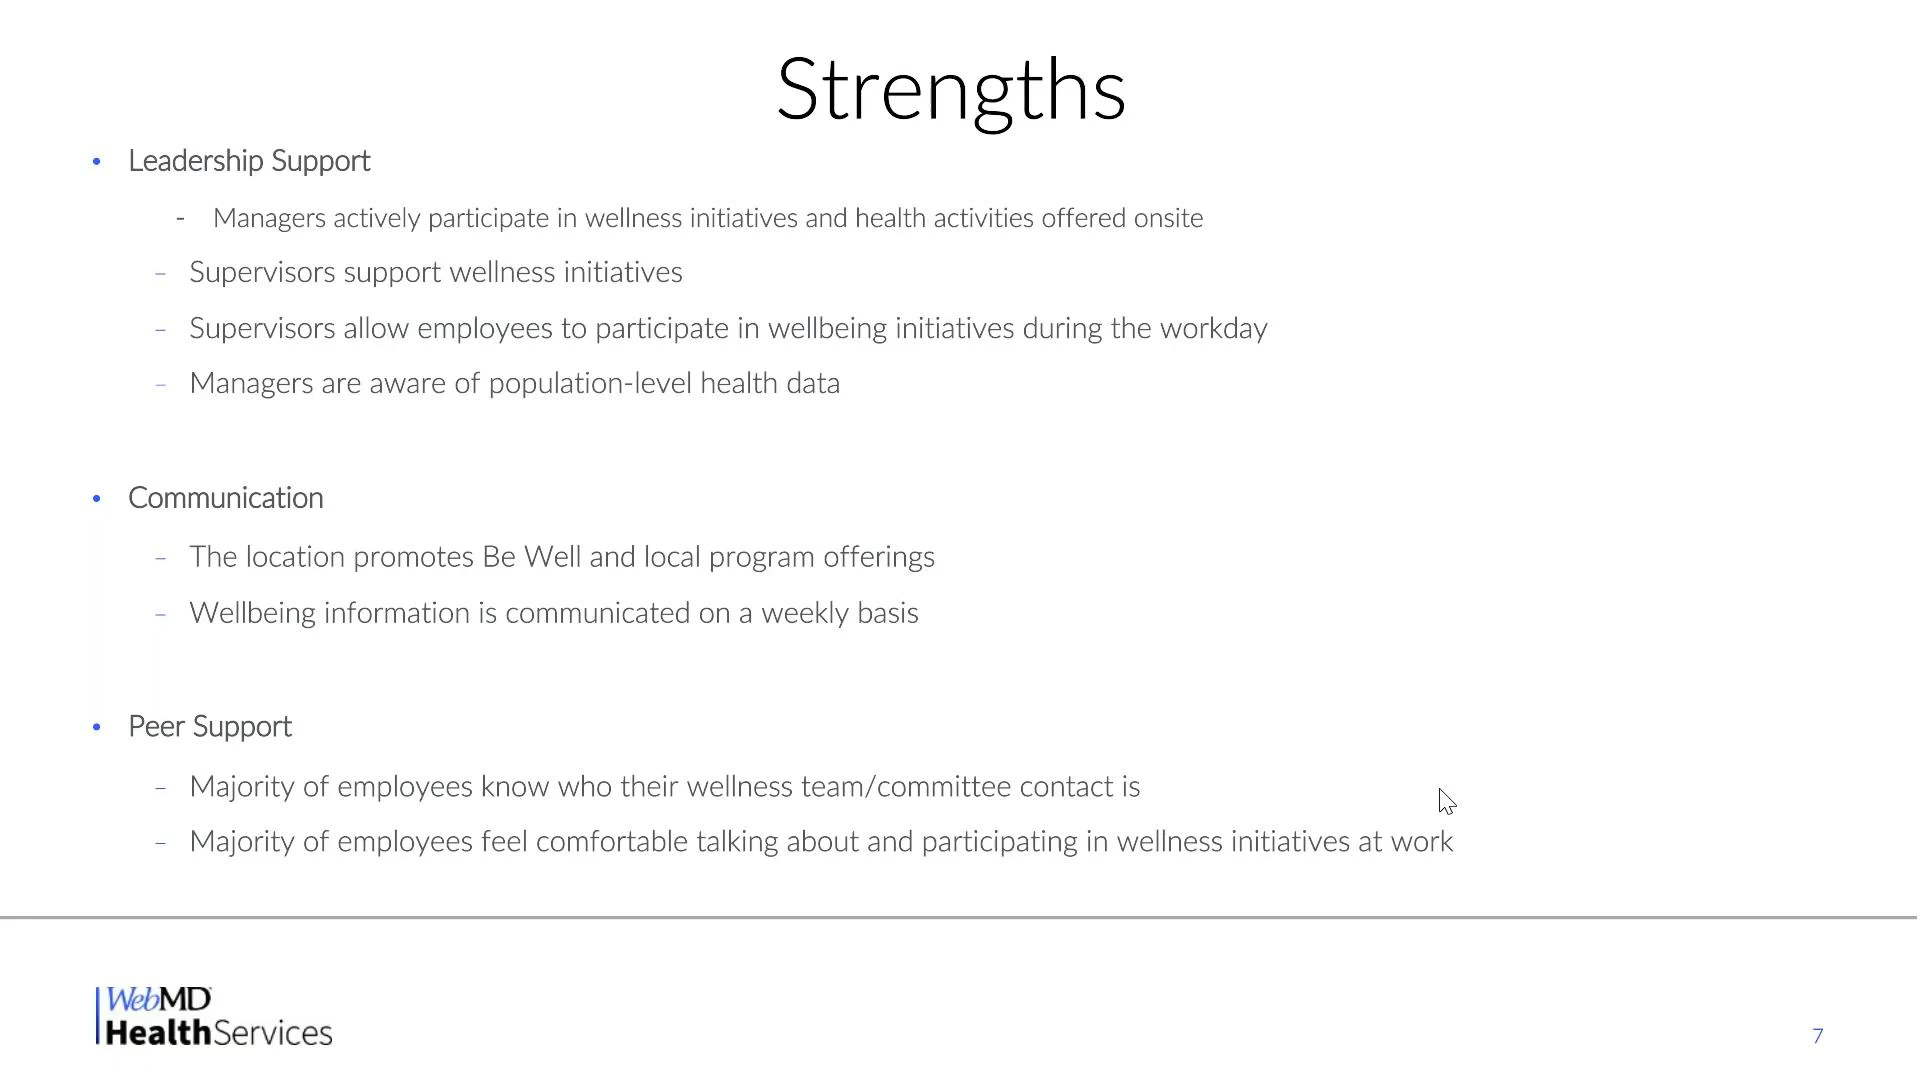 Strengths
• Leadership Support
- Managers actively participate in wellness initiatives and health activities offered onsite
– Supervisors support wellness initiatives
– Supervisors allow employees to participate in wellbeing initiatives during the workday
– Managers are aware of population-level health data
• Communication
– The location promotes Be Well and local program offerings
– Wellbeing information is communicated on a weekly basis
• Peer Support
– Majority of employees know who their wellness team/committee contact is
– Majority of employees feel comfortable talking about and participating in wellness initiatives at work
WebMD
HealthServices
7